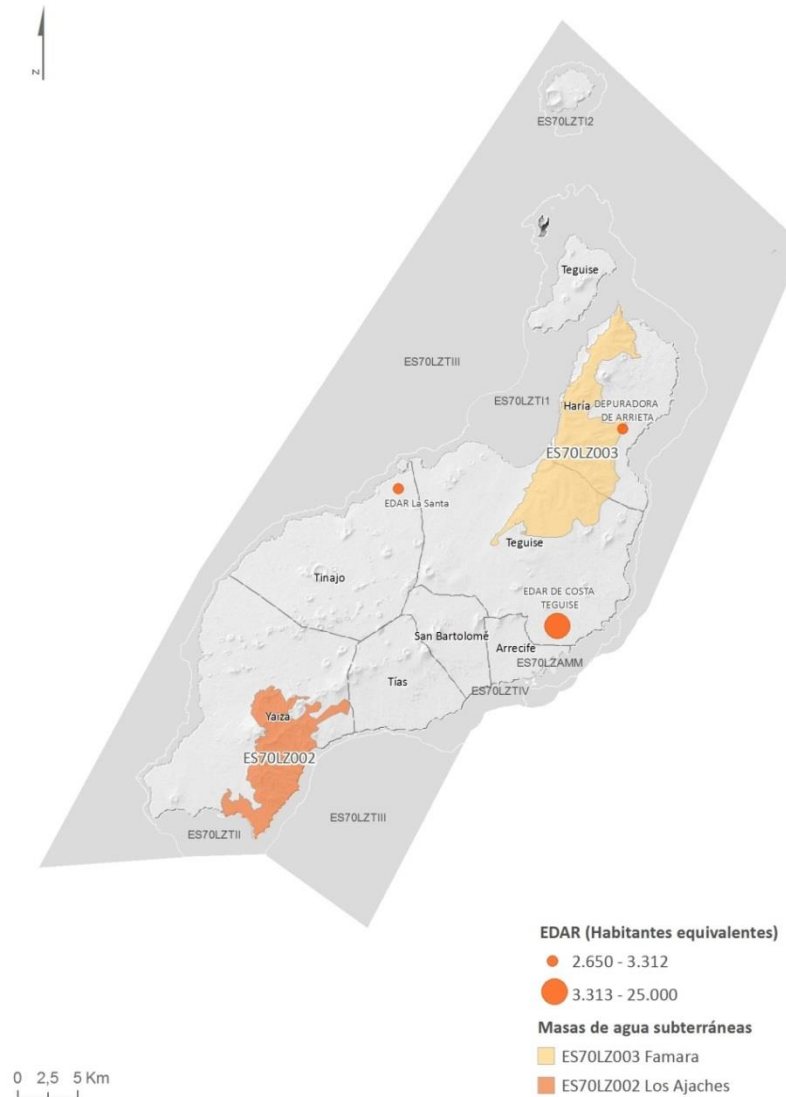 N
ES70LZTI2
Teguise
ES70LZTIII
ES70LZTI1
Haría
DEPURADORA
DE ARRIETA
ES70LZ003
EDAR La Santa
Teguise
Tinajo
EDAR DE COSTA
TEGUISE
San Bartolomé
Arrecife
ES70LZAMM
Tías
ES70LZTIV
Yaiza
ES70LZ002
ES70LZTIII
ES70LZTII
EDAR (Habitantes equivalentes)
2.650 - 3.312
3.313 - 25.000
Masas de agua subterráneas
ES70LZ003 Famara
ES70LZ002 Los Ajaches
0 2,5 5 Km